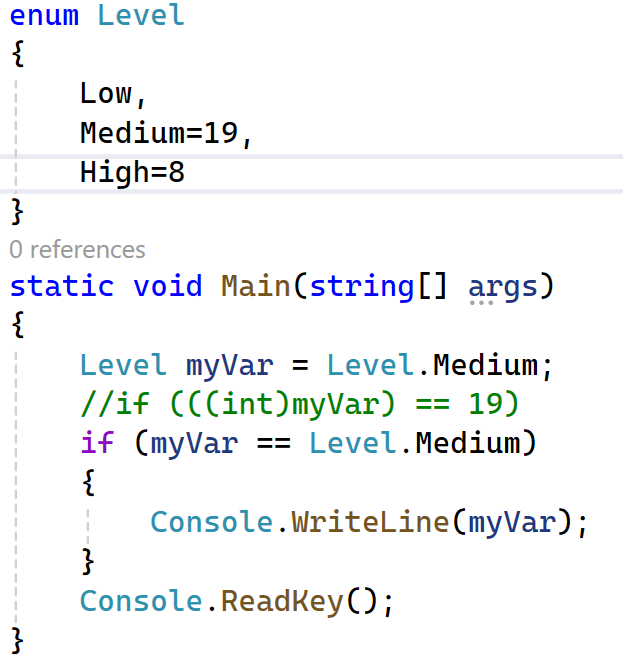 enum Level
{
    Low,
    Medium=19,
    High=8
}
0 references
static void Main(string[] args)
{
    Level myVar = Level.Medium;
    //if (((int)myVar) == 19)
    if (myVar == Level.Medium)
    {
        Console.WriteLine(myVar);
    }
    Console.ReadKey();
}